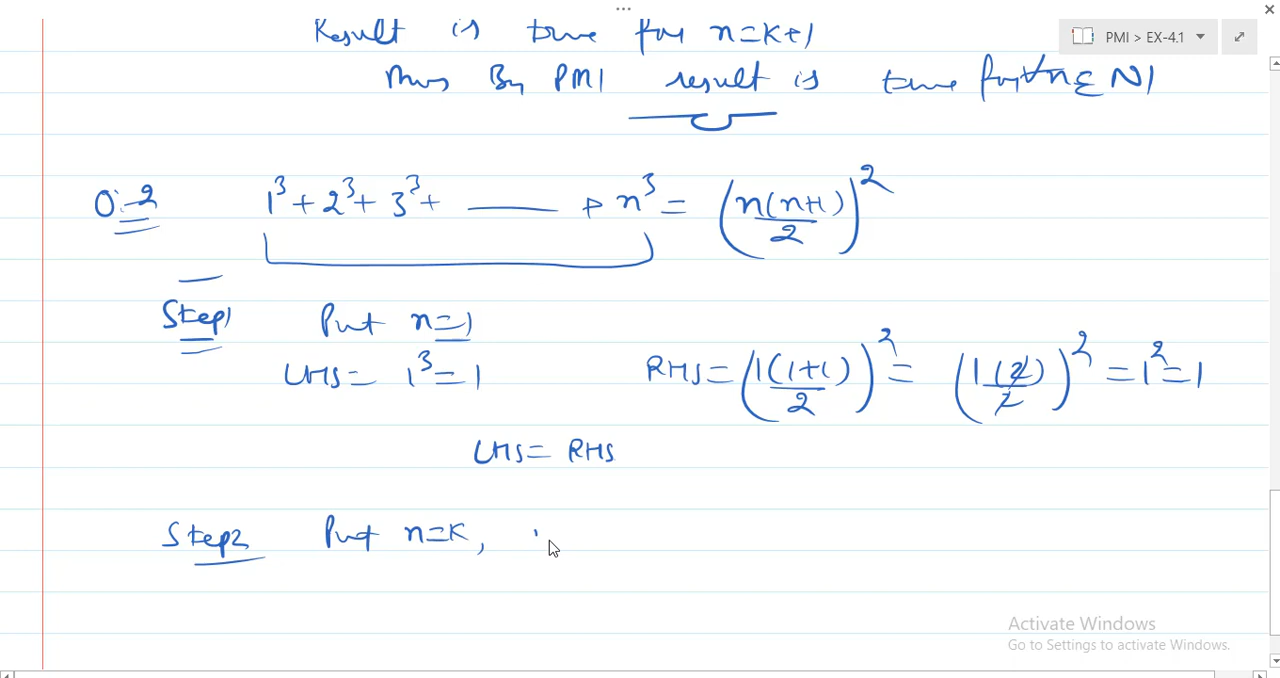 ...
PMI > EX-4.1
Result is true for n=k+1
Thus By PMI result is true for ∀ n ∈ N
Q.-2 1³ + 2³ + 3³ + ——— + n³ = (n(n+1)/2)²
Step1 Put n=1
LHS = 1³ = 1 RHS = (1(1+1)/2)² = (1(2)/2)² = 1² = 1
LHS = RHS
Step2 Put n=K,
Activate Windows
Go to Settings to activate Windows.